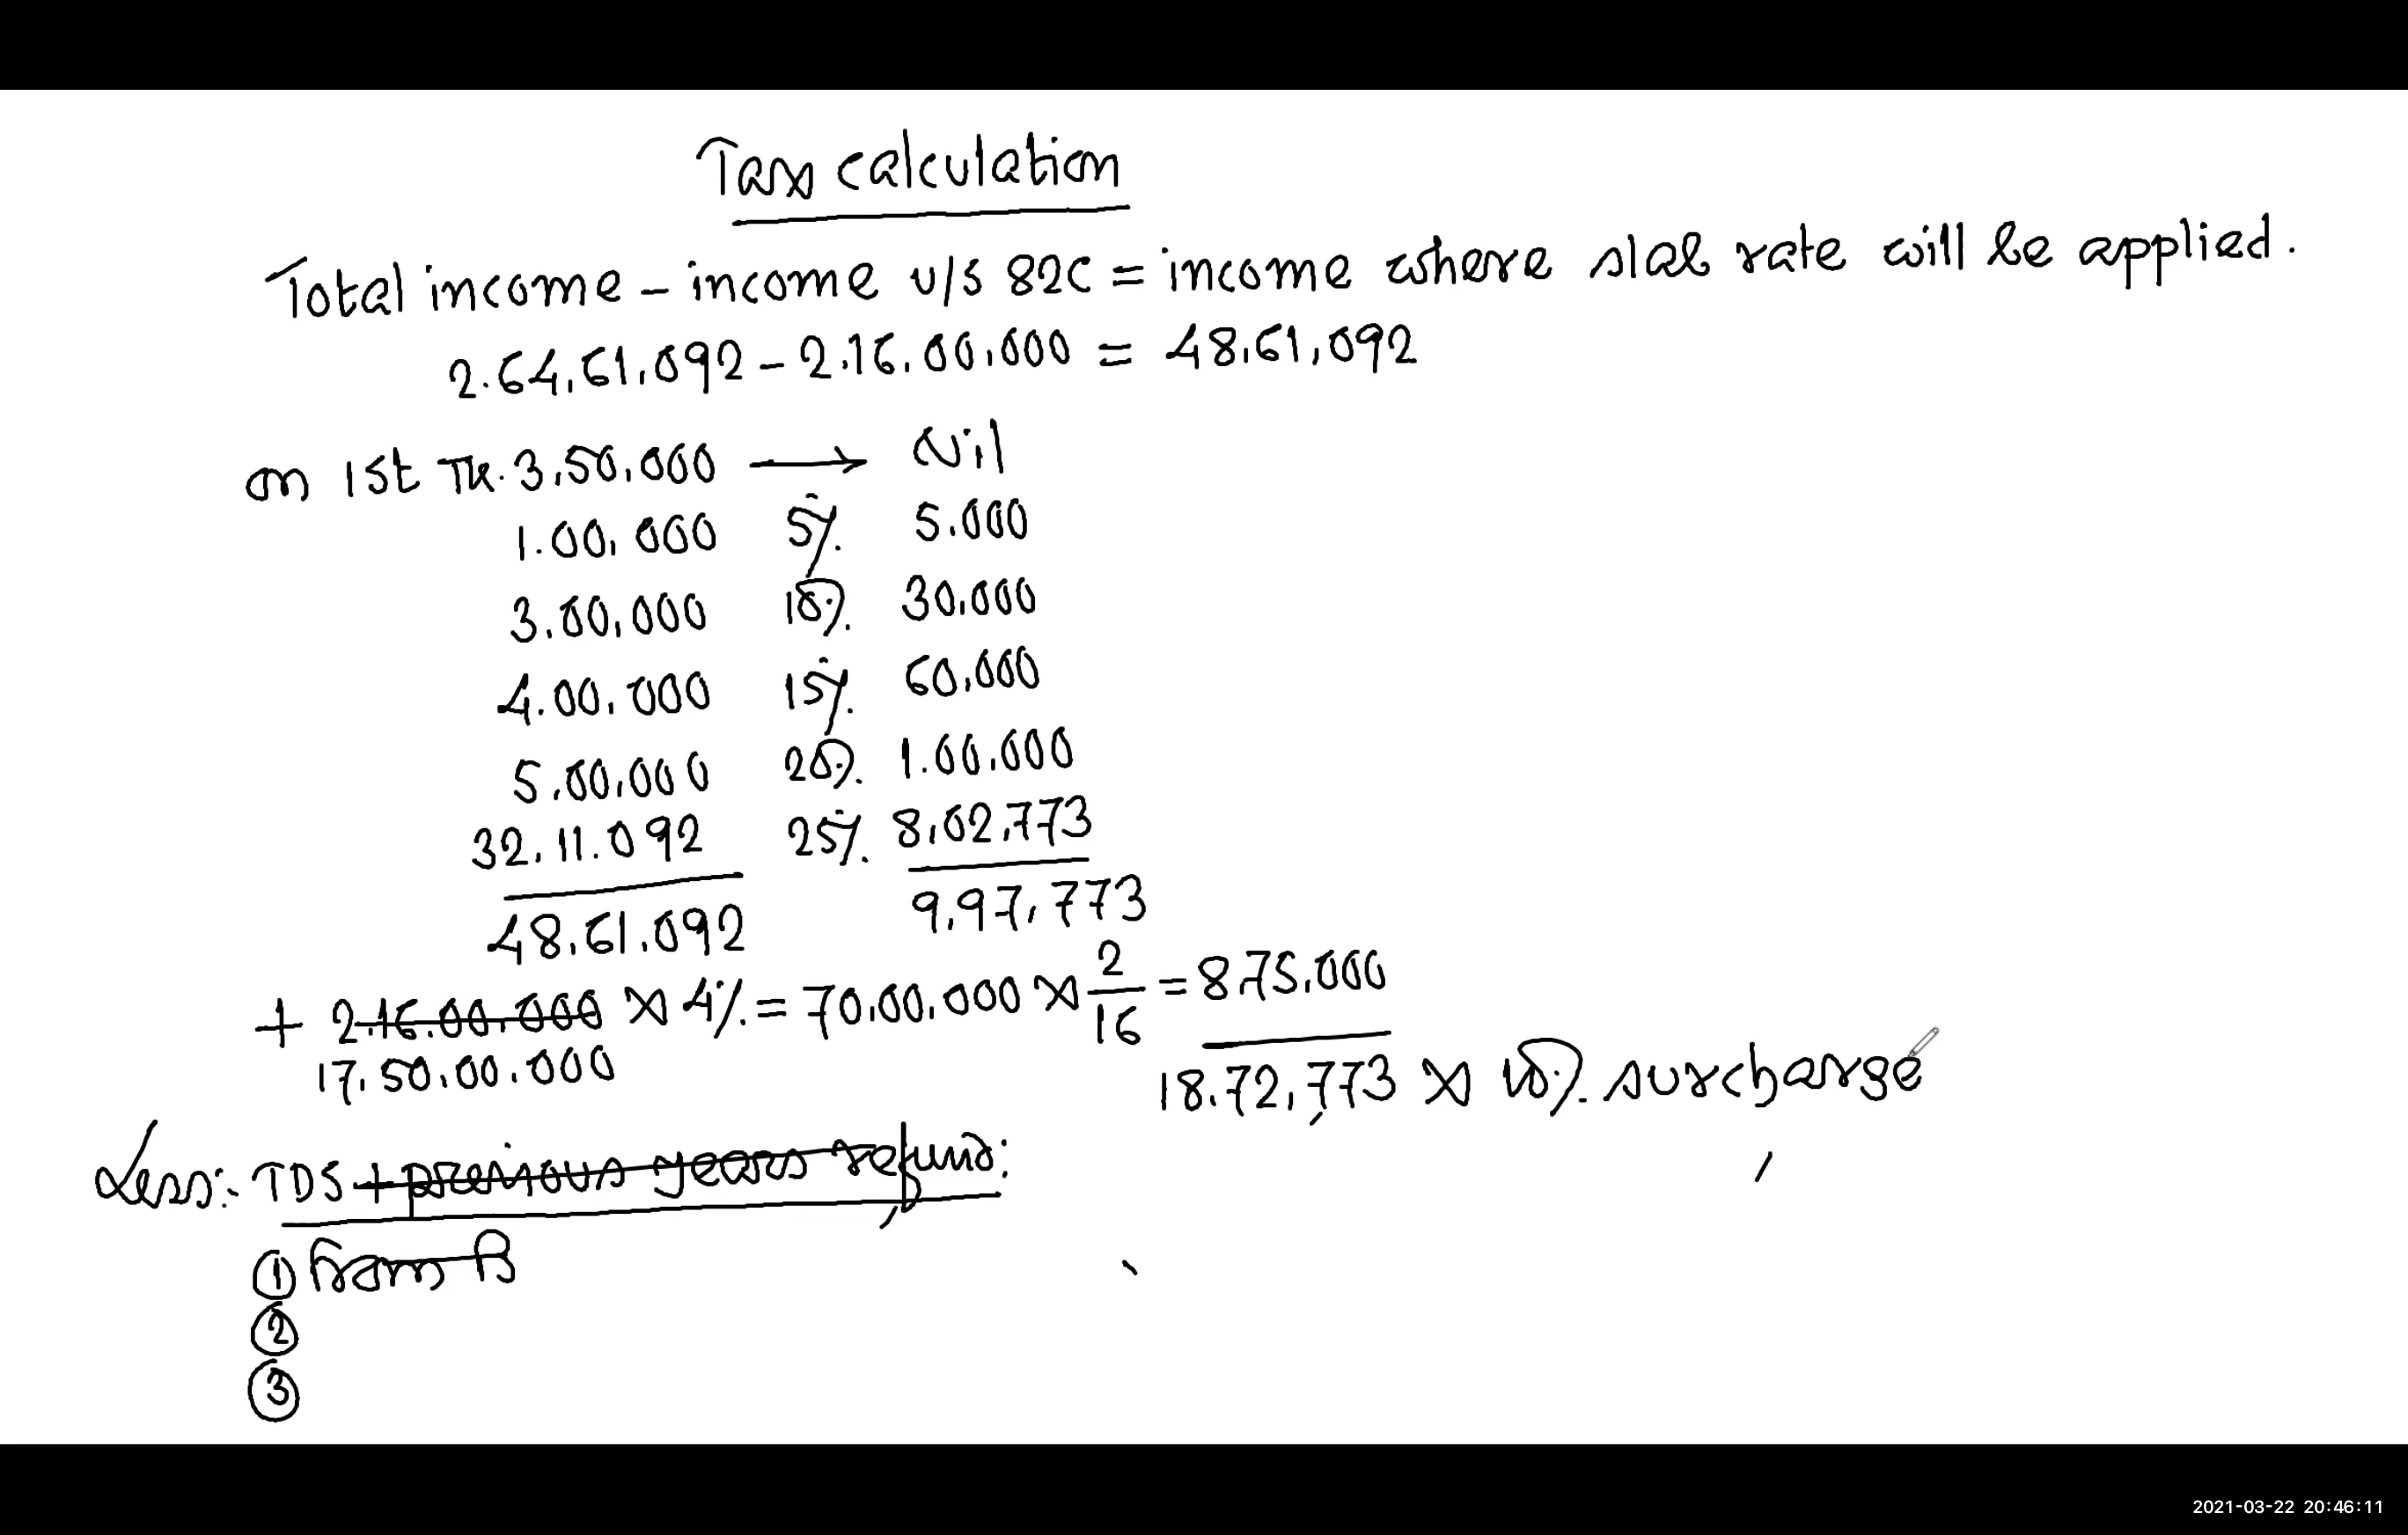 Tax calculation
Total income - income u/s 82C = income where slab rate will be applied.
2.64,61,092 - 2.16,00,000 = 48,61,092
on 1st Tk. 3,50,000 → Nil
1.00,000 5% 5,000
3,00,000 10% 30,000
4.00,000 15% 60,000
5,00,000 20% 1.00,000
32,11,092 25% 8,02,773
48,61,092 9,97,773
+ 2.16,00,000 × 4% = 70,00,000 × 2/16 = 8,75,000
17,50,00,000
18,72,773 × 10% surcharge
Less: TDS + previous years refund:
① from B
②
③
2021-03-22 20:46:11